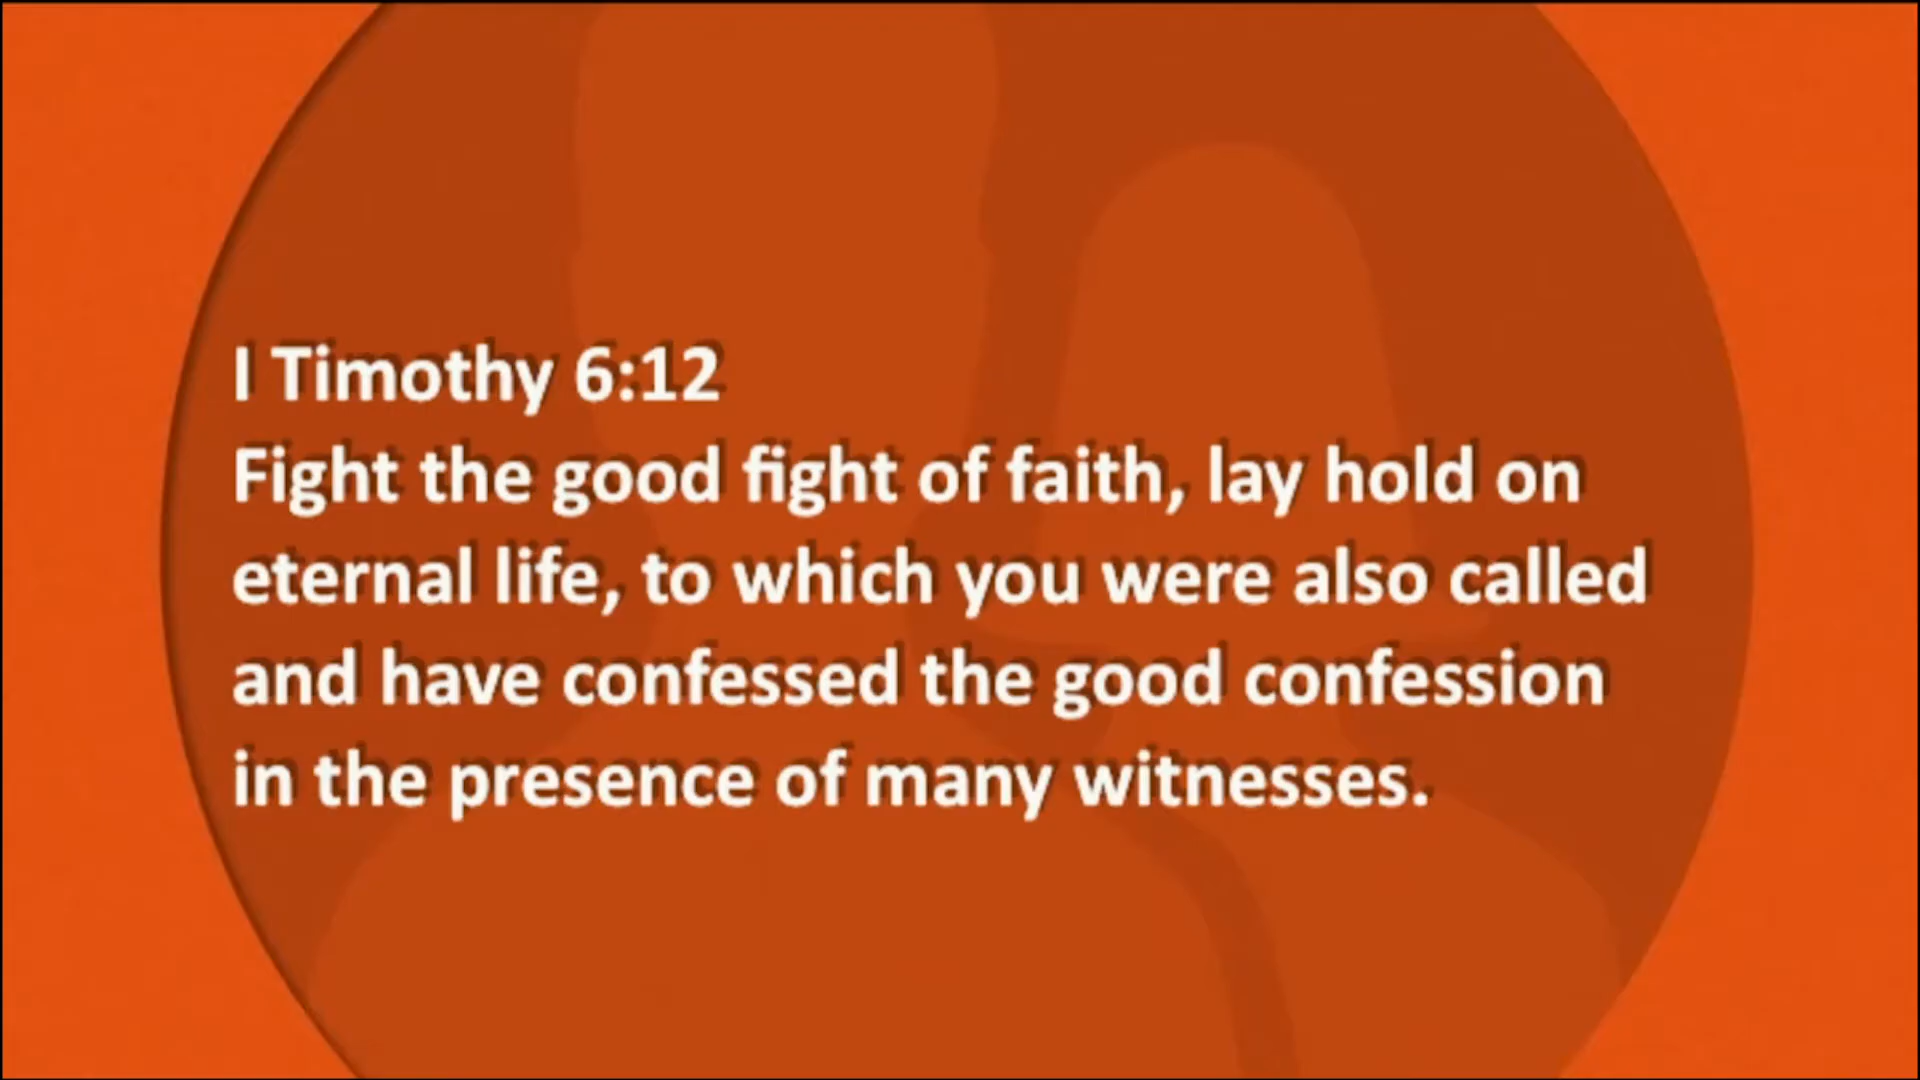 I Timothy 6:12
Fight the good fight of faith, lay hold on
eternal life, to which you were also called
and have confessed the good confession
in the presence of many witnesses.